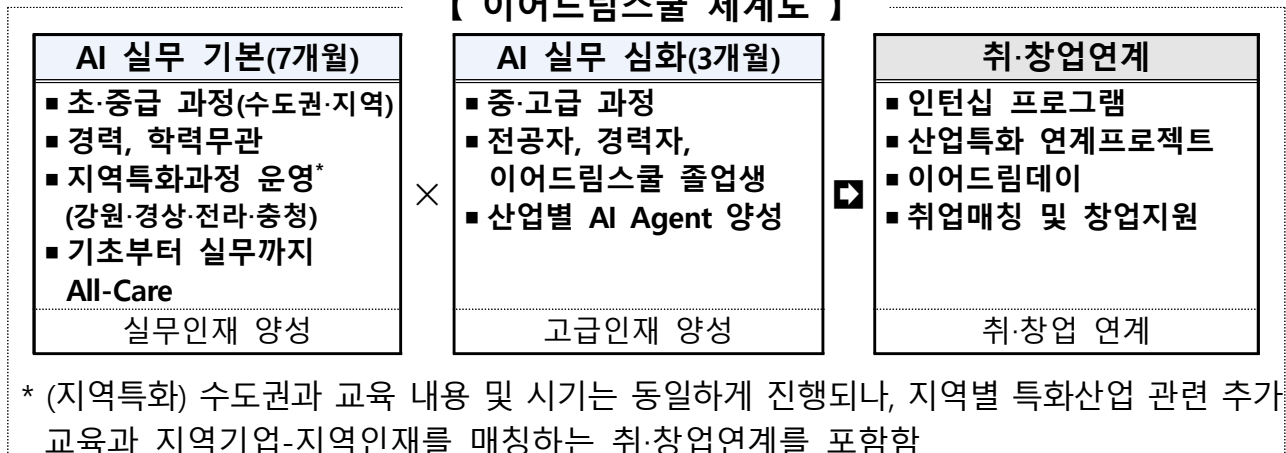 【 이어드림스쿨 체계도 】
AI 실무 기본(7개월)
▪ 초·중급 과정(수도권·지역)
▪ 경력, 학력무관
▪ 지역특화과정 운영*
(강원·경상·전라·충청)
▪ 기초부터 실무까지
All-Care
실무인재 양성
×
AI 실무 심화(3개월)
▪ 중·고급 과정
▪ 전공자, 경력자,
이어드림스쿨 졸업생
▪ 산업별 AI Agent 양성
고급인재 양성
취·창업연계
▪ 인턴십 프로그램
▪ 산업특화 연계프로젝트
▪ 이어드림데이
▪ 취업매칭 및 창업지원
취·창업 연계
* (지역특화) 수도권과 교육 내용 및 시기는 동일하게 진행되나, 지역별 특화산업 관련 추가
교육과 지역기업-지역인재를 매칭하는 취·창업연계를 포함함